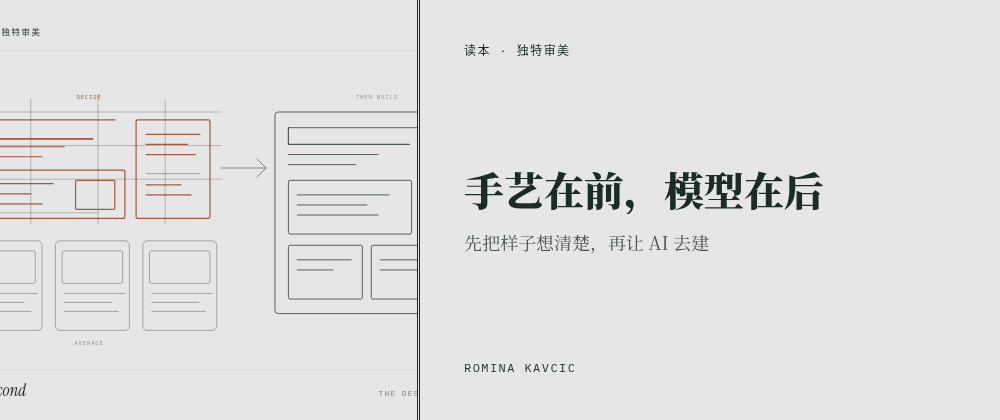 独特审美
DECIDE
THEN BUILD
AVERAGE
THE DES
读本 · 独特审美
手艺在前，模型在后
先把样子想清楚，再让 AI 去建
ROMINA KAVCIC